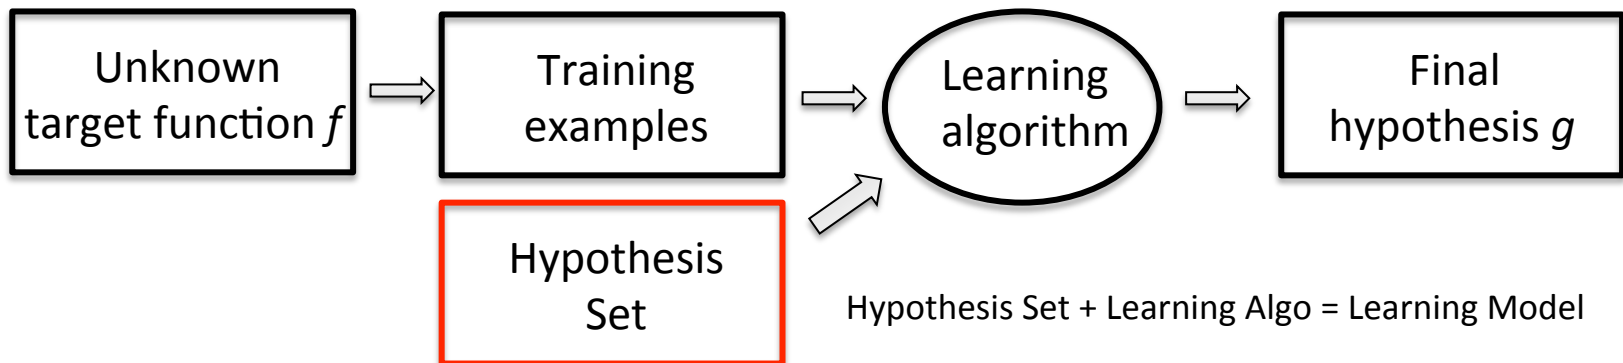 Unknown
target function f
Training
examples
Learning
algorithm
Final
hypothesis g
Hypothesis
Set
Hypothesis Set + Learning Algo = Learning Model